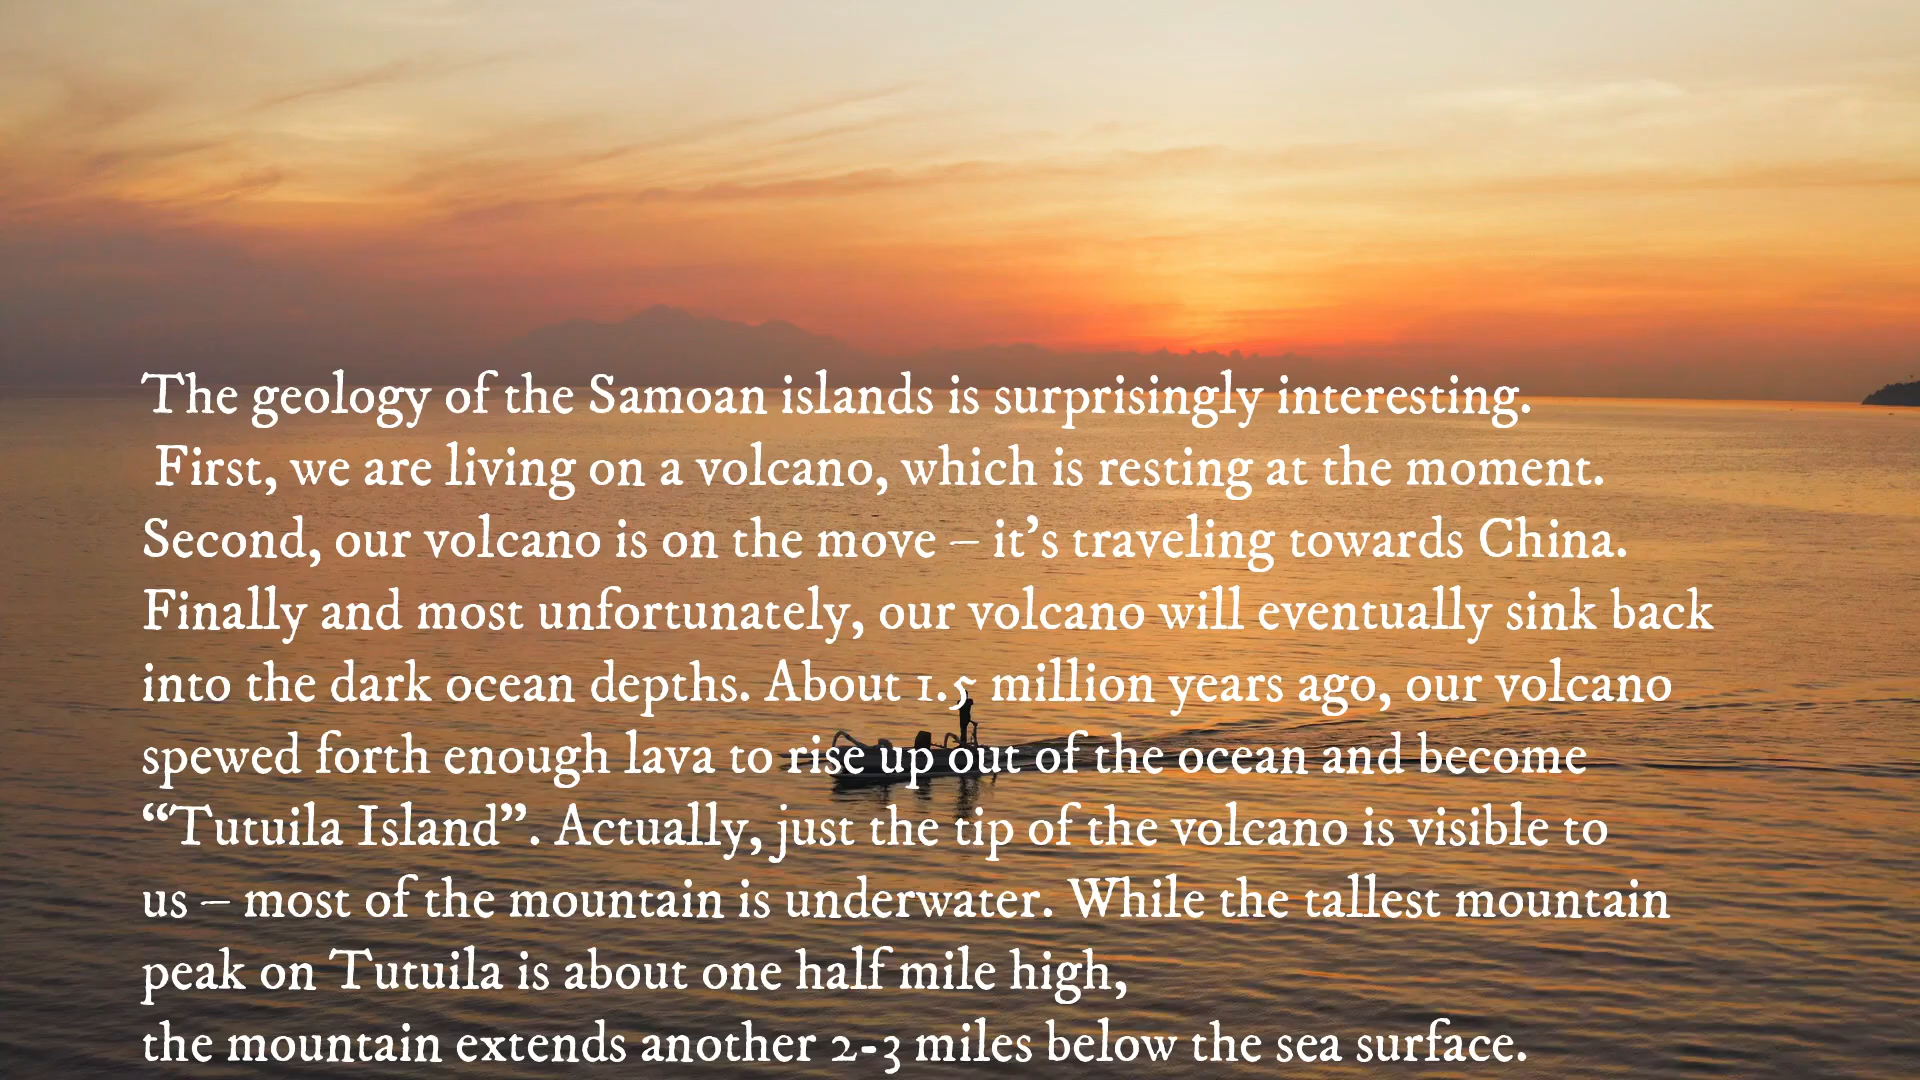 The geology of the Samoan islands is surprisingly interesting.
First, we are living on a volcano, which is resting at the moment.
Second, our volcano is on the move – it’s traveling towards China.
Finally and most unfortunately, our volcano will eventually sink back
into the dark ocean depths. About 1.5 million years ago, our volcano
spewed forth enough lava to rise up out of the ocean and become
“Tutuila Island”. Actually, just the tip of the volcano is visible to
us – most of the mountain is underwater. While the tallest mountain
peak on Tutuila is about one half mile high,
the mountain extends another 2-3 miles below the sea surface.